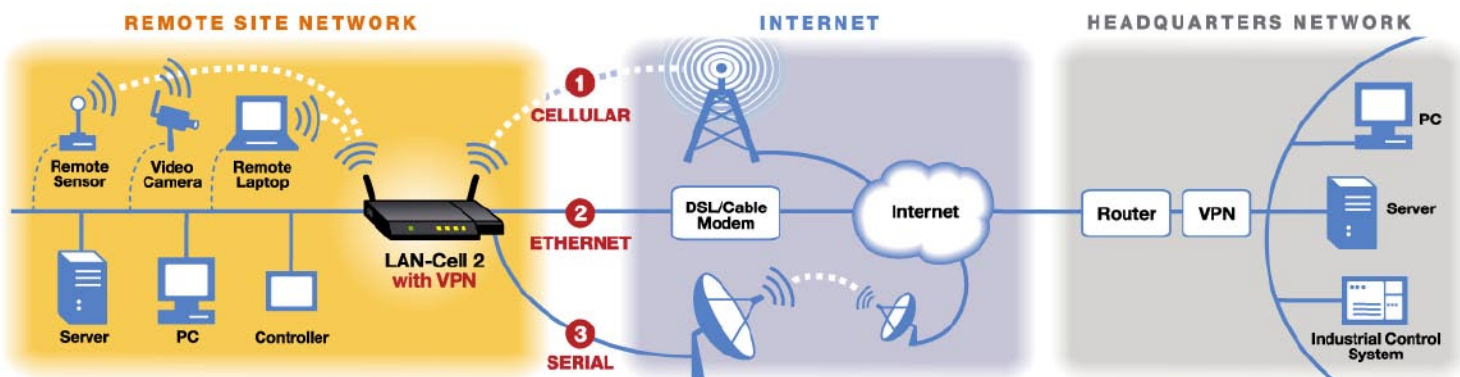 REMOTE SITE NETWORK
INTERNET
HEADQUARTERS NETWORK
1
CELLULAR
Remote
Sensor
Video
Camera
Remote
Laptop
PC
2
ETHERNET
DSL/Cable
Modem
Internet
Router
VPN
Server
LAN-Cell 2
with VPN
Server
PC
Controller
3
SERIAL
Industrial Control
System